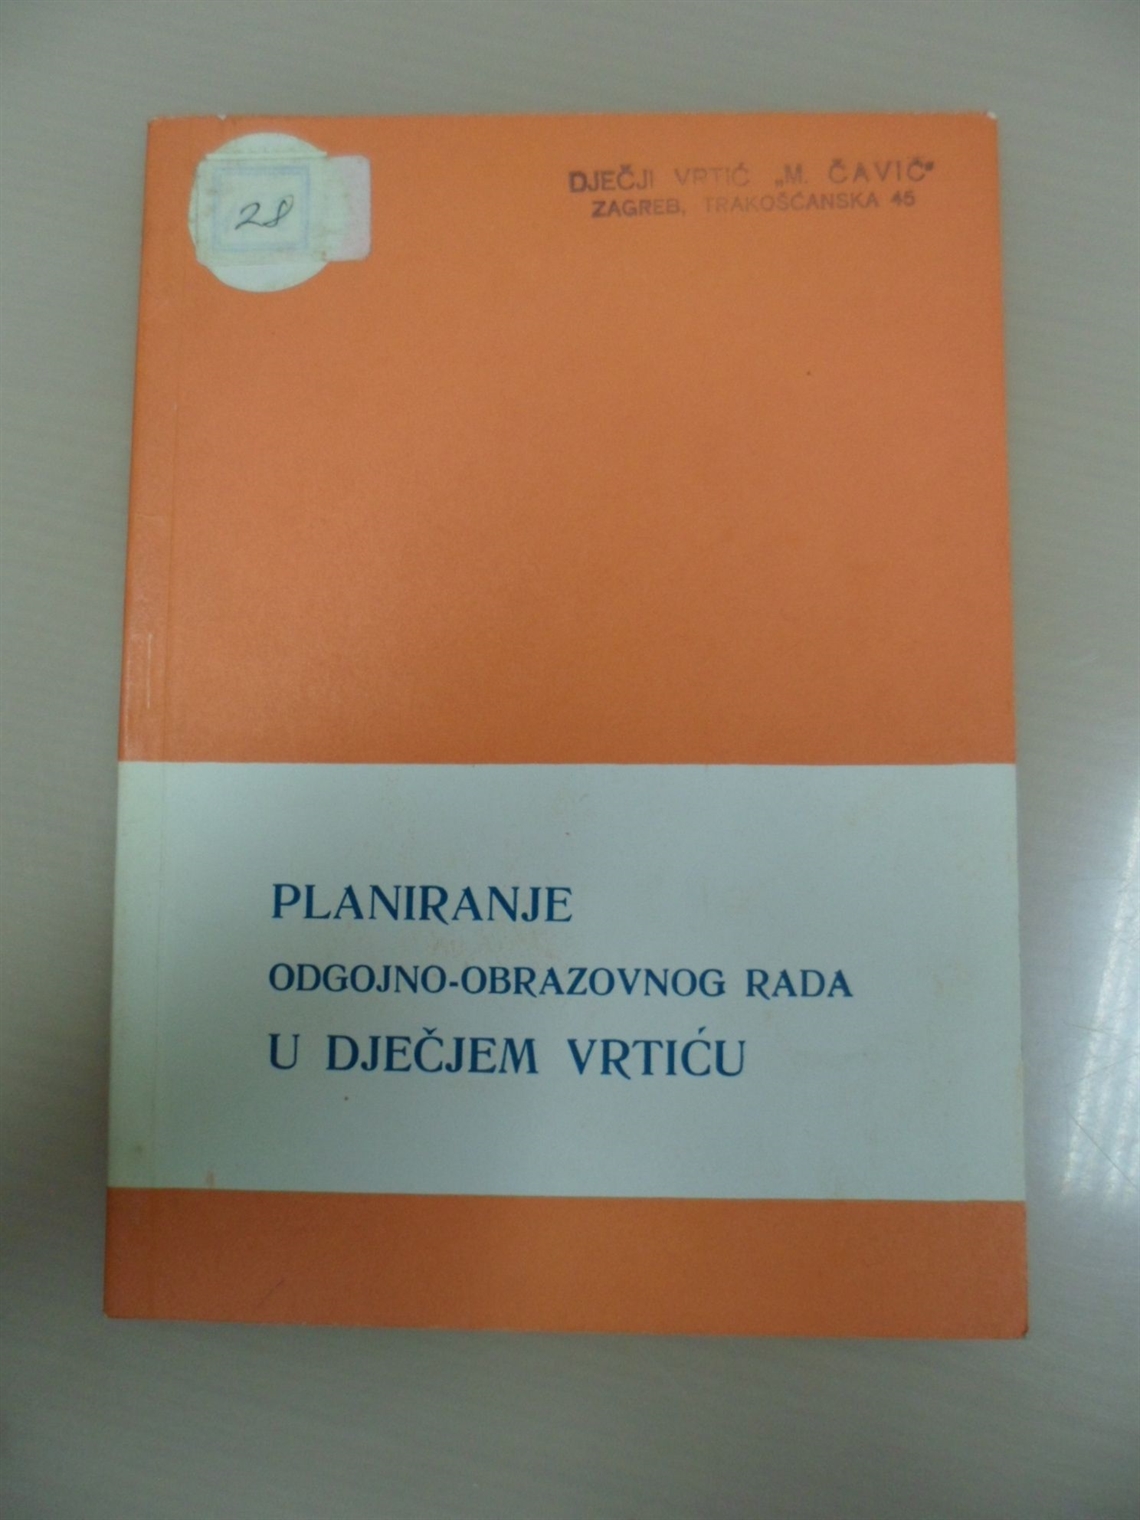 28
DJEČJI VRTIĆ „M. ČAVIĆ“
ZAGREB, TRAKOŠĆANSKA 45
PLANIRANJE
ODGOJNO-OBRAZOVNOG RADA
U DJEČJEM VRTIĆU